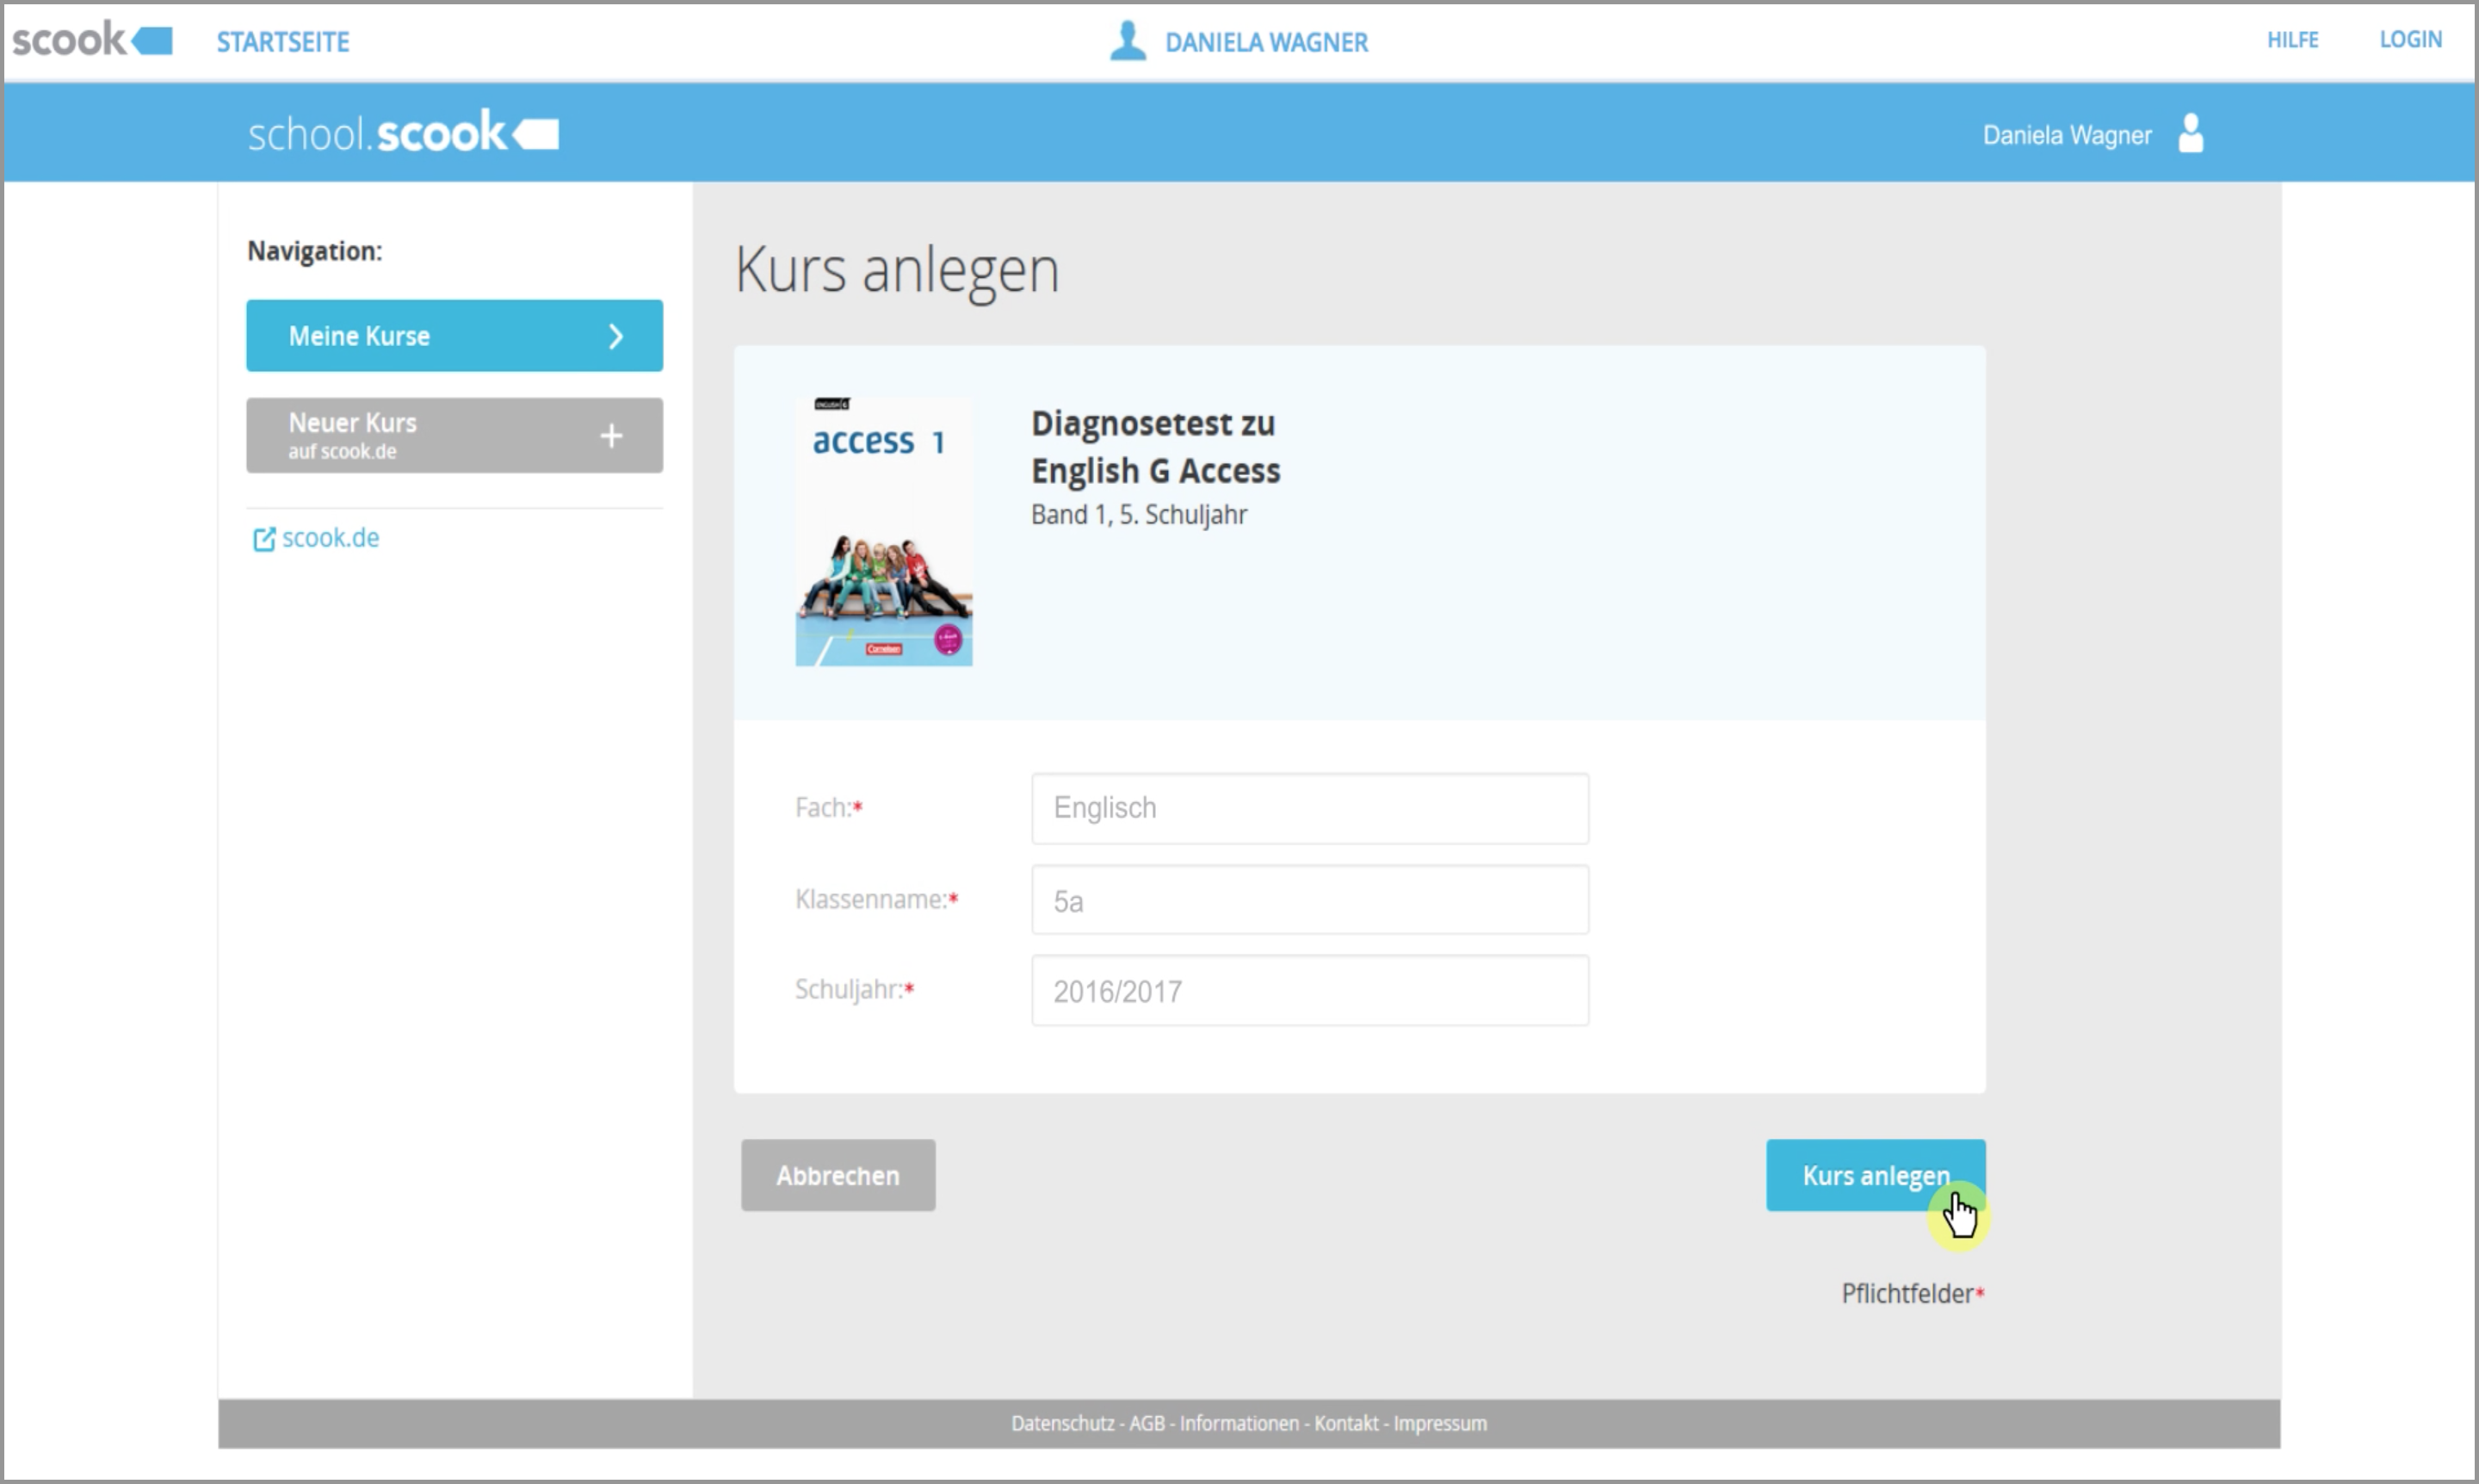 scook STARTSEITE DANIELA WAGNER HILFE LOGIN
school.scook Daniela Wagner
Navigation:
Meine Kurse
Neuer Kurs
auf scook.de
scook.de
Kurs anlegen
ENGLISH G
access 1
Cornelsen
Diagnosetest zu
English G Access
Band 1, 5. Schuljahr
Fach:* Englisch
Klassenname:* 5a
Schuljahr:* 2016/2017
Abbrechen Kurs anlegen
Pflichtfelder*
Datenschutz - AGB - Informationen - Kontakt - Impressum